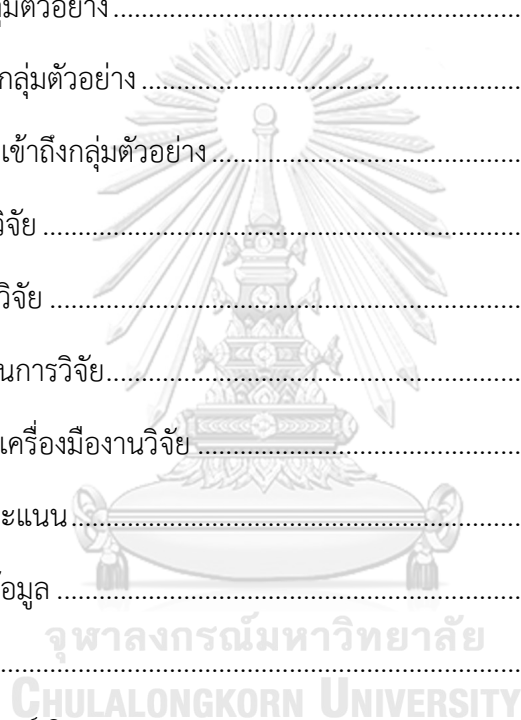 ลุ่มตัวอย่าง
กลุ่มตัวอย่าง
เข้าถึงกลุ่มตัวอย่าง
วิจัย
วิจัย
นการวิจัย
เครื่องมืองานวิจัย
ะแนน
้อมูล
จุฬาลงกรณ์มหาวิทยาลัย
CHULALONGKORN UNIVERSITY